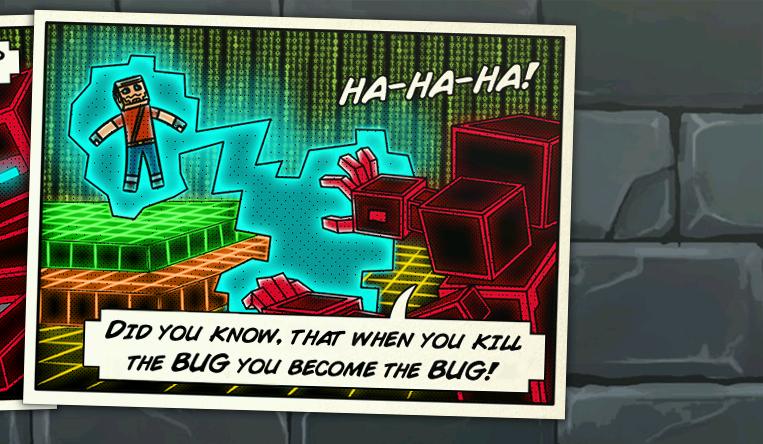 HA-HA-HA!
DID YOU KNOW, THAT WHEN YOU KILL
THE BUG YOU BECOME THE BUG!